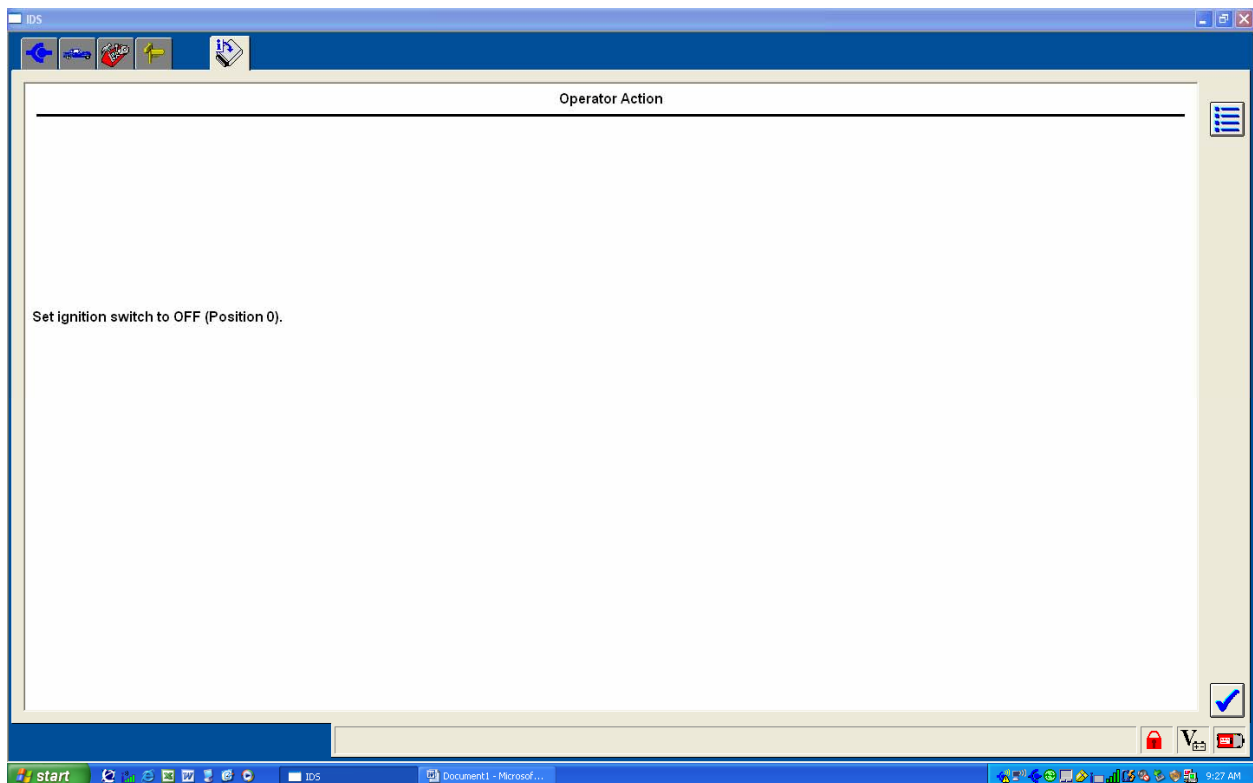 IDS
Operator Action
Set ignition switch to OFF (Position 0).
V
start
IDS
Document1 - Microsof...
9:27 AM